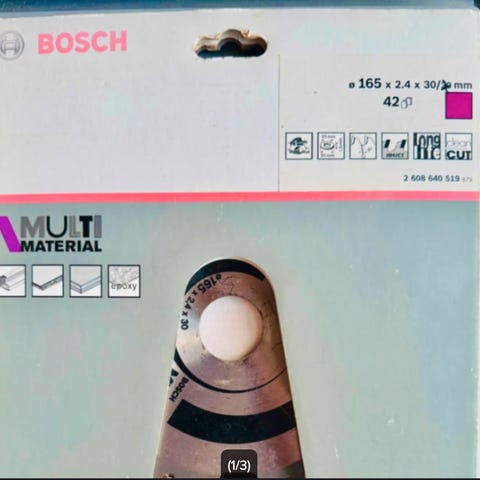 BOSCH
ø 165 x 2.4 x 30/20 mm
42
long
life
clean
CUT
2 608 640 519
MULTI
MATERIAL
epoxy
ø165 x 2.4 x 30
BOSCH
(1/3)